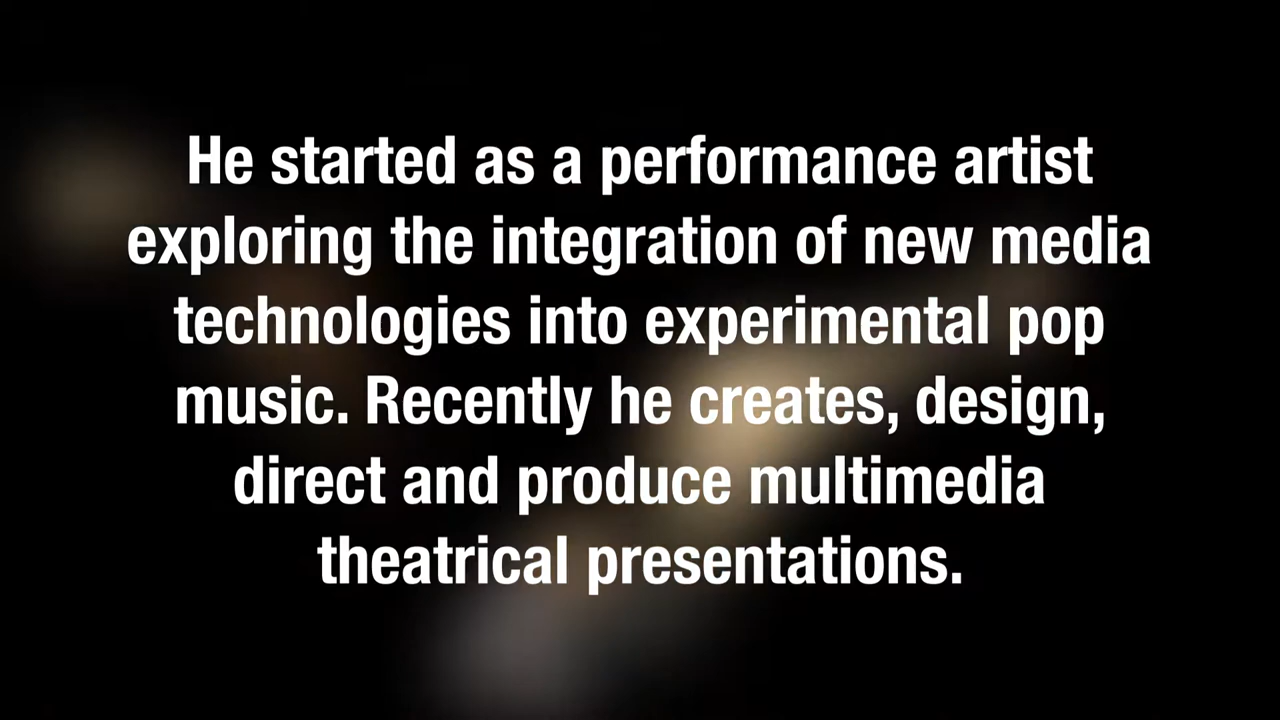 He started as a performance artist
exploring the integration of new media
technologies into experimental pop
music. Recently he creates, design,
direct and produce multimedia
theatrical presentations.